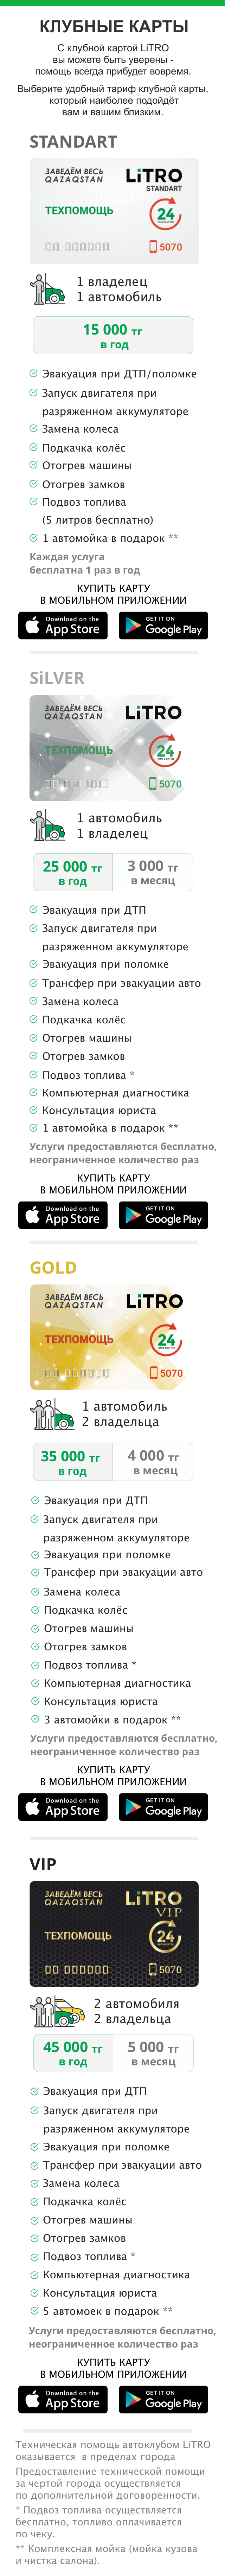 КЛУБНЫЕ КАРТЫ
С клубной картой LiTRO
вы можете быть уверены -
помощь всегда прибудет вовремя.
Выберите удобный тариф клубной карты,
который наиболее подойдёт
вам и вашим близким.
STANDART
ЗАВЕДЁМ ВЕСЬ
QAZAQSTAN
LiTRO
STANDART
ТЕХПОМОЩЬ
24
5070
1 владелец
1 автомобиль
15 000 тг
в год
Эвакуация при ДТП/поломке
Запуск двигателя при
разряженном аккумуляторе
Замена колеса
Подкачка колёс
Отогрев машины
Отогрев замков
Подвоз топлива
(5 литров бесплатно)
1 автомойка в подарок **
Каждая услуга
бесплатна 1 раз в год
КУПИТЬ КАРТУ
В МОБИЛЬНОМ ПРИЛОЖЕНИИ
Download on the
App Store
GET IT ON
Google Play
SiLVER
ЗАВЕДЁМ ВЕСЬ
QAZAQSTAN
LiTRO
ТЕХПОМОЩЬ
24
5070
1 автомобиль
1 владелец
25 000 тг
в год
3 000 тг
в месяц
Эвакуация при ДТП
Запуск двигателя при
разряженном аккумуляторе
Эвакуация при поломке
Трансфер при эвакуации авто
Замена колеса
Подкачка колёс
Отогрев машины
Отогрев замков
Подвоз топлива *
Компьютерная диагностика
Консультация юриста
1 автомойка в подарок **
Услуги предоставляются бесплатно,
неограниченное количество раз
КУПИТЬ КАРТУ
В МОБИЛЬНОМ ПРИЛОЖЕНИИ
Download on the
App Store
GET IT ON
Google Play
GOLD
ЗАВЕДЁМ ВЕСЬ
QAZAQSTAN
LiTRO
ТЕХПОМОЩЬ
24
5070
1 автомобиль
2 владельца
35 000 тг
в год
4 000 тг
в месяц
Эвакуация при ДТП
Запуск двигателя при
разряженном аккумуляторе
Эвакуация при поломке
Трансфер при эвакуации авто
Замена колеса
Подкачка колёс
Отогрев машины
Отогрев замков
Подвоз топлива *
Компьютерная диагностика
Консультация юриста
3 автомойки в подарок **
Услуги предоставляются бесплатно,
неограниченное количество раз
КУПИТЬ КАРТУ
В МОБИЛЬНОМ ПРИЛОЖЕНИИ
Download on the
App Store
GET IT ON
Google Play
VIP
ЗАВЕДЁМ ВЕСЬ
QAZAQSTAN
LiTRO
VIP
ТЕХПОМОЩЬ
24
5070
2 автомобиля
2 владельца
45 000 тг
в год
5 000 тг
в месяц
Эвакуация при ДТП
Запуск двигателя при
разряженном аккумуляторе
Эвакуация при поломке
Трансфер при эвакуации авто
Замена колеса
Подкачка колёс
Отогрев машины
Отогрев замков
Подвоз топлива *
Компьютерная диагностика
Консультация юриста
5 автомоек в подарок **
Услуги предоставляются бесплатно,
неограниченное количество раз
КУПИТЬ КАРТУ
В МОБИЛЬНОМ ПРИЛОЖЕНИИ
Download on the
App Store
GET IT ON
Google Play
Техническая помощь автоклубом LiTRO
оказывается в пределах города
Предоставление технической помощи
за чертой города осуществляется
по дополнительной договоренности.
* Подвоз топлива осуществляется
бесплатно, топливо оплачивается
по чеку.
** Комплексная мойка (мойка кузова
и чистка салона).